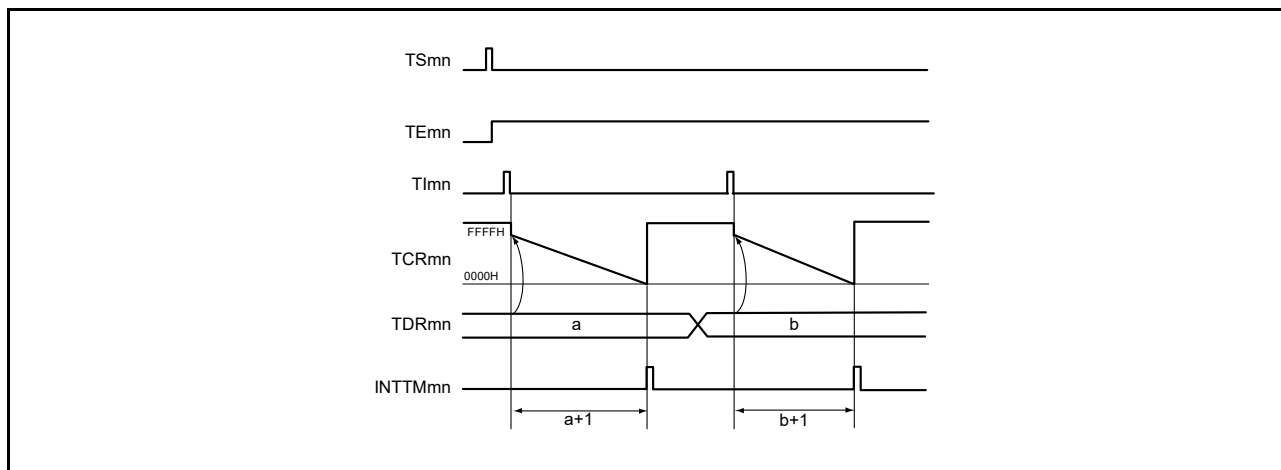 TSmn
TEmn
TImn
FFFFH
TCRmn
0000H
TDRmn a b
INTTMmn
a+1 b+1